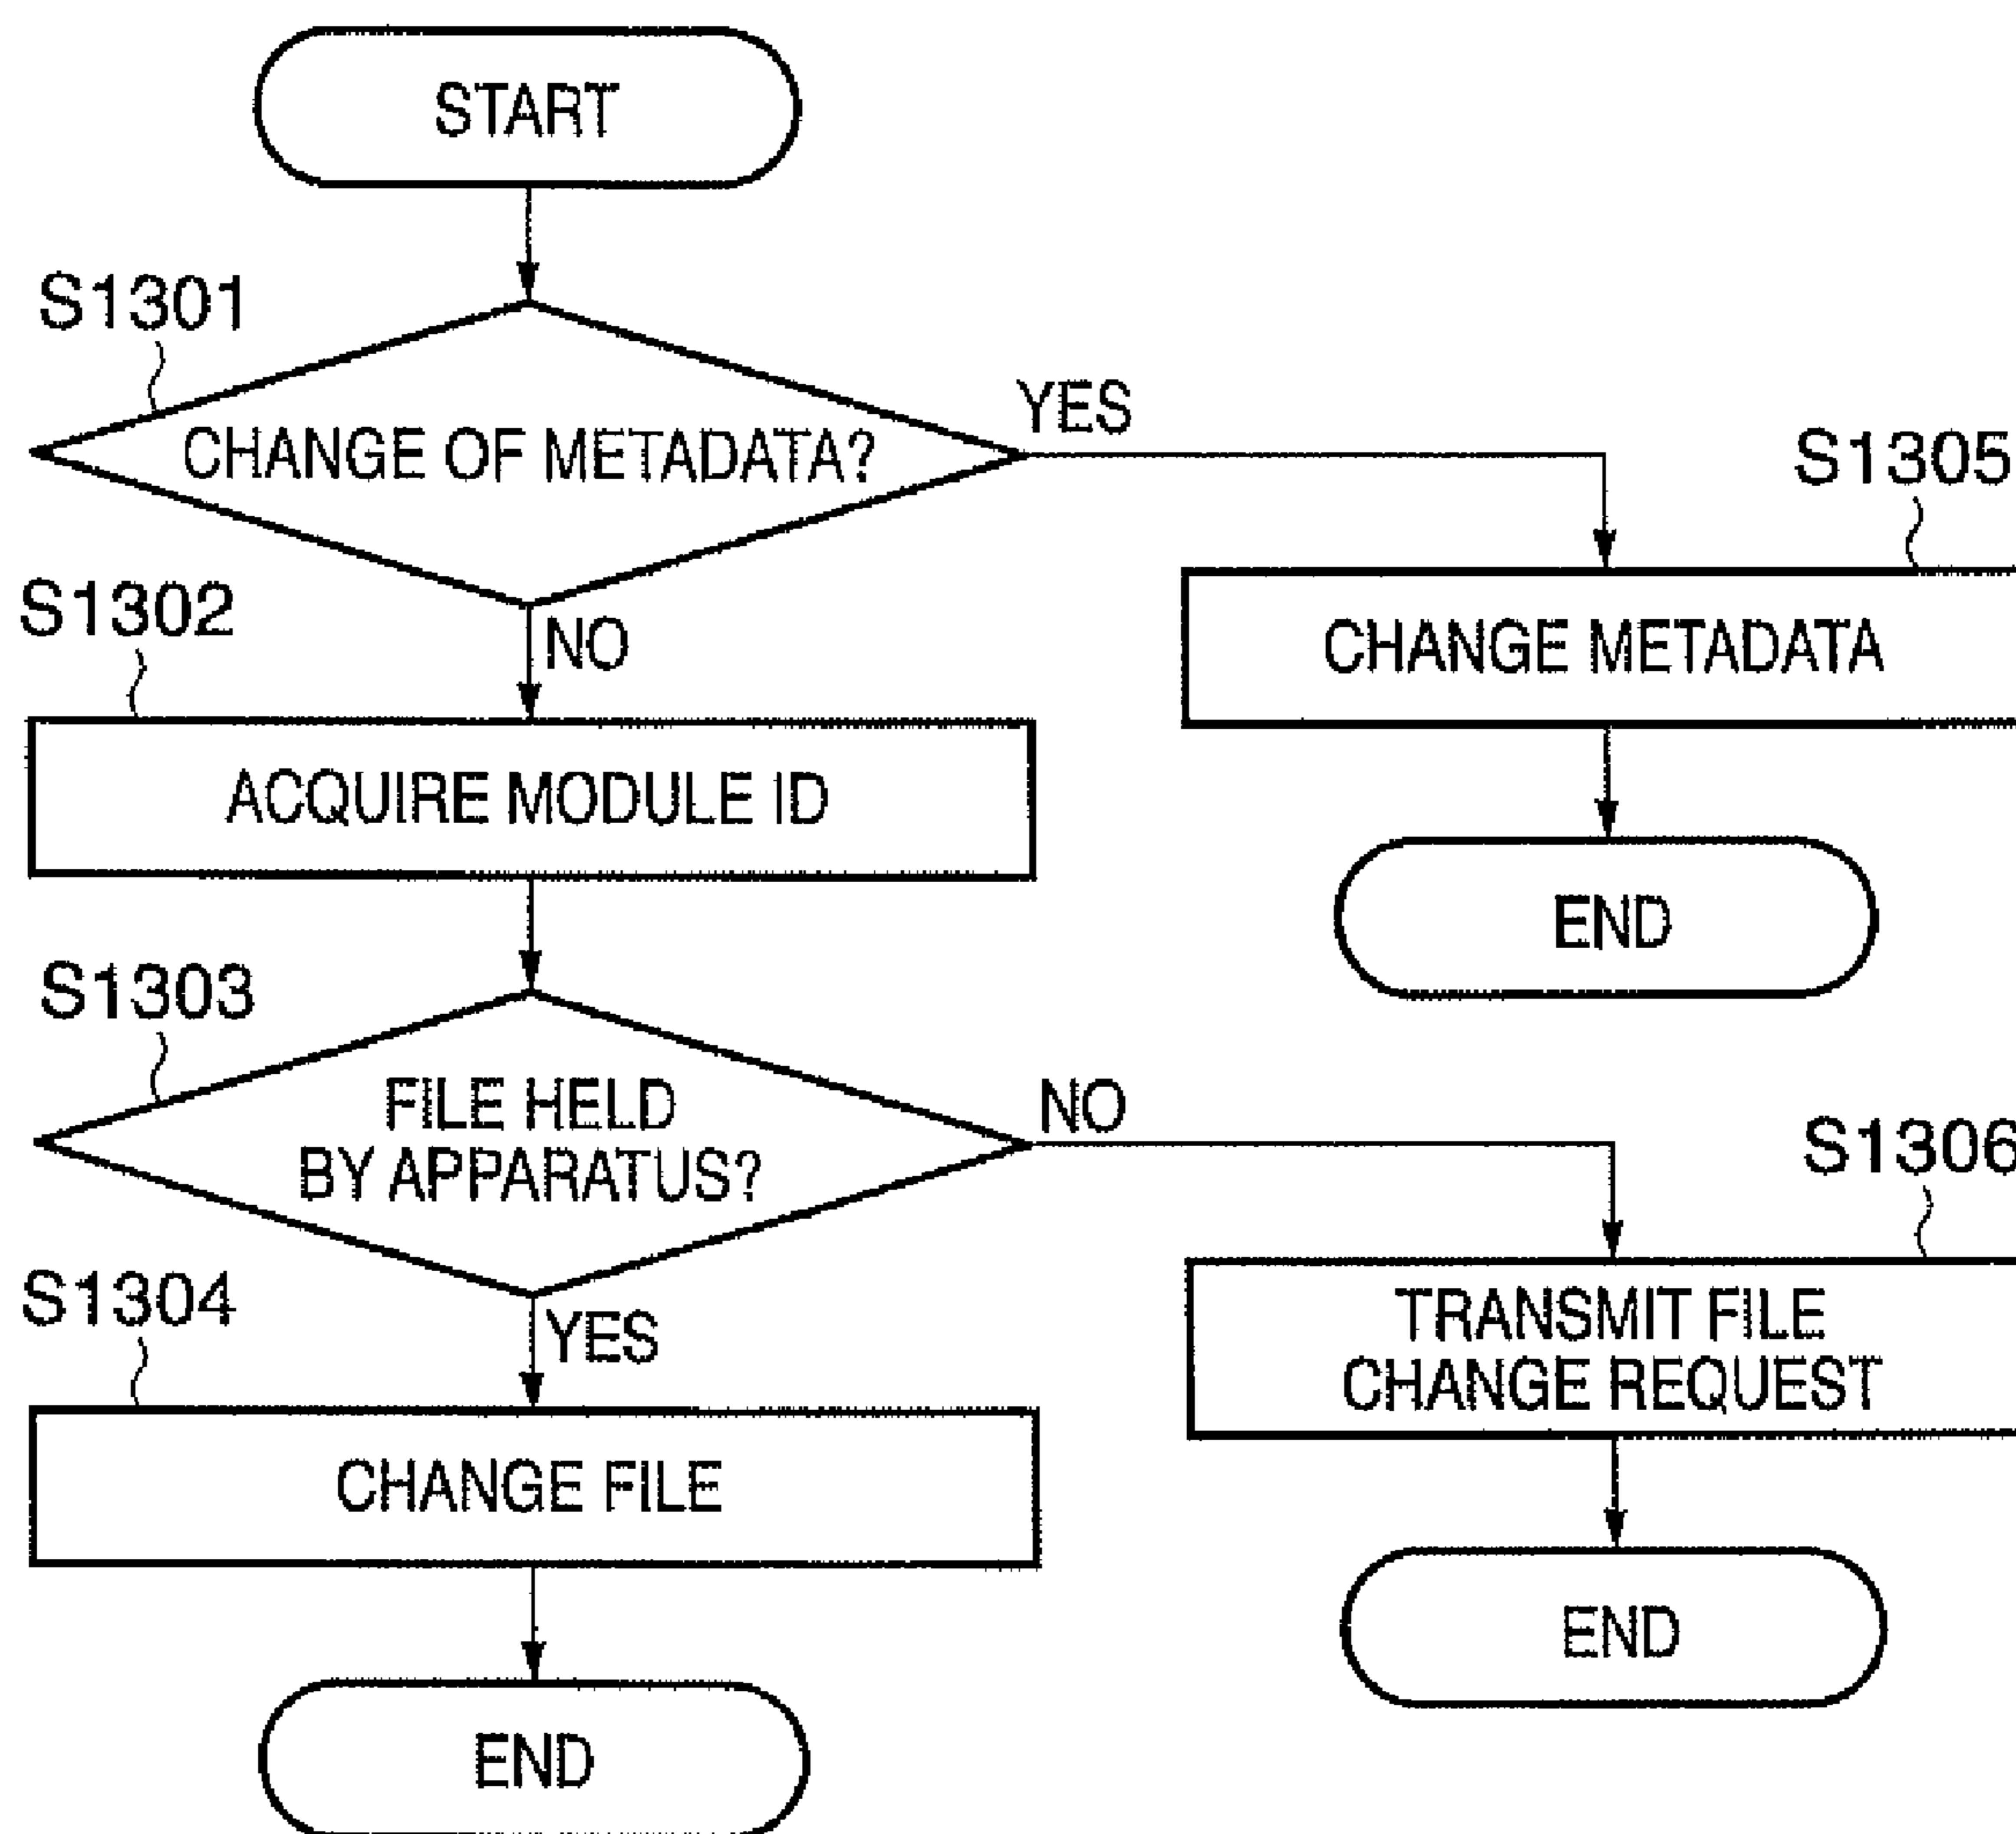 START
S1301
CHANGE OF METADATA?
YES
S1305
CHANGE METADATA
END
NO
S1302
ACQUIRE MODULE ID
S1303
FILE HELD
BY APPARATUS?
NO
S1306
TRANSMIT FILE
CHANGE REQUEST
END
YES
S1304
CHANGE FILE
END